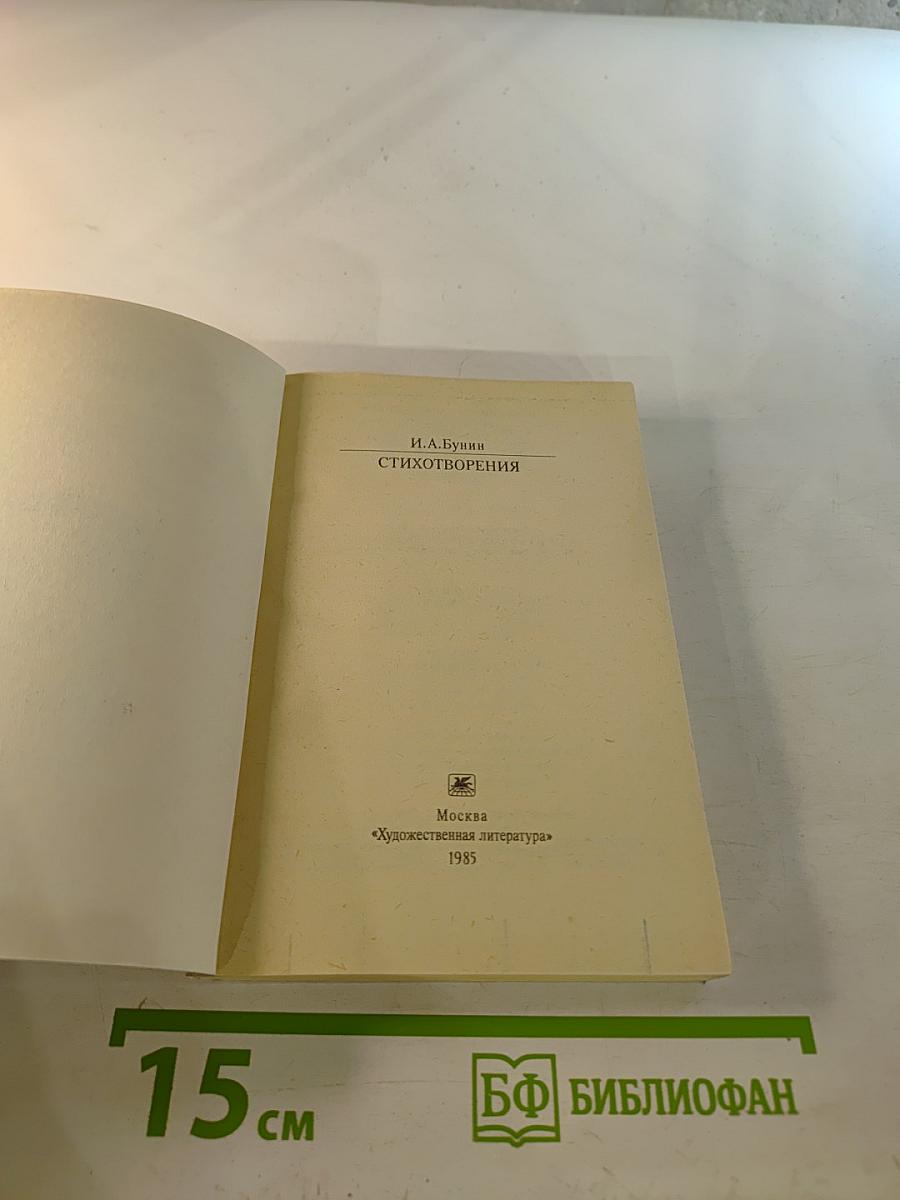 И.А.Бунин
СТИХОТВОРЕНИЯ
Москва
«Художественная литература»
1985
15 см
БФ БИБЛИОФАН